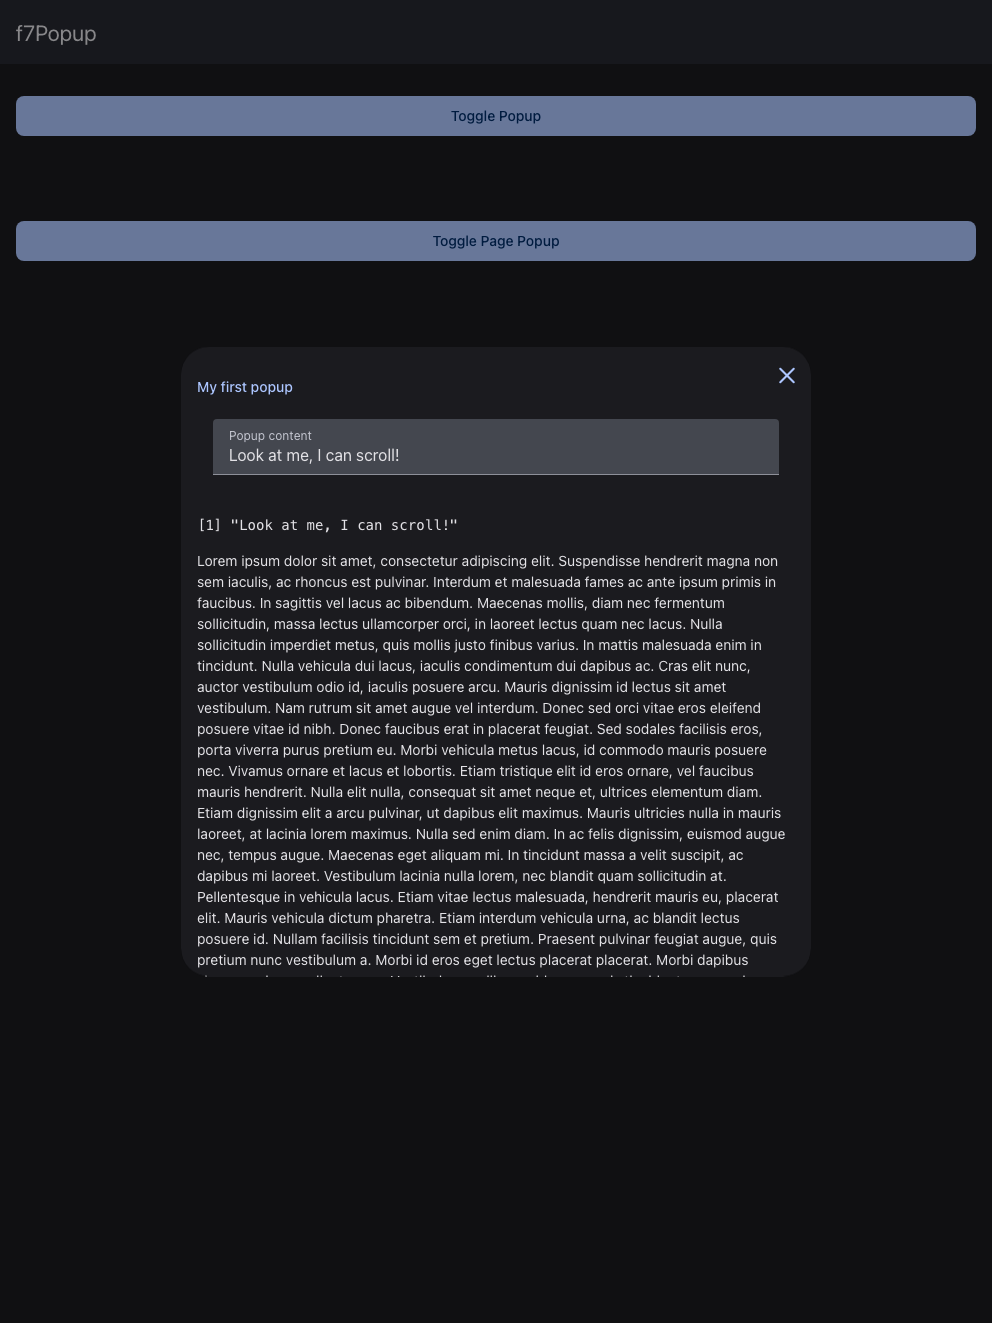 f7Popup
Toggle Popup
Toggle Page Popup
My first popup
Popup content
Look at me, I can scroll!
[1] "Look at me, I can scroll!"
Lorem ipsum dolor sit amet, consectetur adipiscing elit. Suspendisse hendrerit magna non
sem iaculis, ac rhoncus est pulvinar. Interdum et malesuada fames ac ante ipsum primis in
faucibus. In sagittis vel lacus ac bibendum. Maecenas mollis, diam nec fermentum
sollicitudin, massa lectus ullamcorper orci, in laoreet lectus quam nec lacus. Nulla
sollicitudin imperdiet metus, quis mollis justo finibus varius. In mattis malesuada enim in
tincidunt. Nulla vehicula dui lacus, iaculis condimentum dui dapibus ac. Cras elit nunc,
auctor vestibulum odio id, iaculis posuere arcu. Mauris dignissim id lectus sit amet
vestibulum. Nam rutrum sit amet augue vel interdum. Donec sed orci vitae eros eleifend
posuere vitae id nibh. Donec faucibus erat in placerat feugiat. Sed sodales facilisis eros,
porta viverra purus pretium eu. Morbi vehicula metus lacus, id commodo mauris posuere
nec. Vivamus ornare et lacus et lobortis. Etiam tristique elit id eros ornare, vel faucibus
mauris hendrerit. Nulla elit nulla, consequat sit amet neque et, ultrices elementum diam.
Etiam dignissim elit a arcu pulvinar, ut dapibus elit maximus. Mauris ultricies nulla in mauris
laoreet, at lacinia lorem maximus. Nulla sed enim diam. In ac felis dignissim, euismod augue
nec, tempus augue. Maecenas eget aliquam mi. In tincidunt massa a velit suscipit, ac
dapibus mi laoreet. Vestibulum lacinia nulla lorem, nec blandit quam sollicitudin at.
Pellentesque in vehicula lacus. Etiam vitae lectus malesuada, hendrerit mauris eu, placerat
elit. Mauris vehicula dictum pharetra. Etiam interdum vehicula urna, ac blandit lectus
posuere id. Nullam facilisis tincidunt sem et pretium. Praesent pulvinar feugiat augue, quis
pretium nunc vestibulum a. Morbi id eros eget lectus placerat placerat. Morbi dapibus